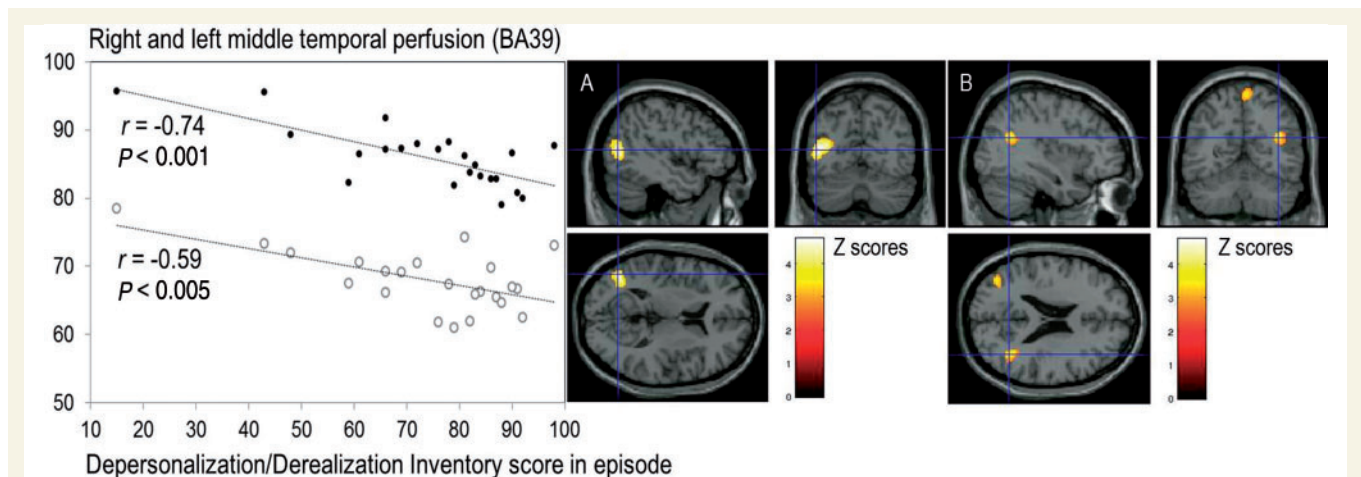 Right and left middle temporal perfusion (BA39)
100
90
80
70
60
50
r = -0.74
P < 0.001
r = -0.59
P < 0.005
10 20 30 40 50 60 70 80 90 100
Depersonalization/Derealization Inventory score in episode
A
B
Z scores
4
3
2
1
0
Z scores
4
3
2
1
0